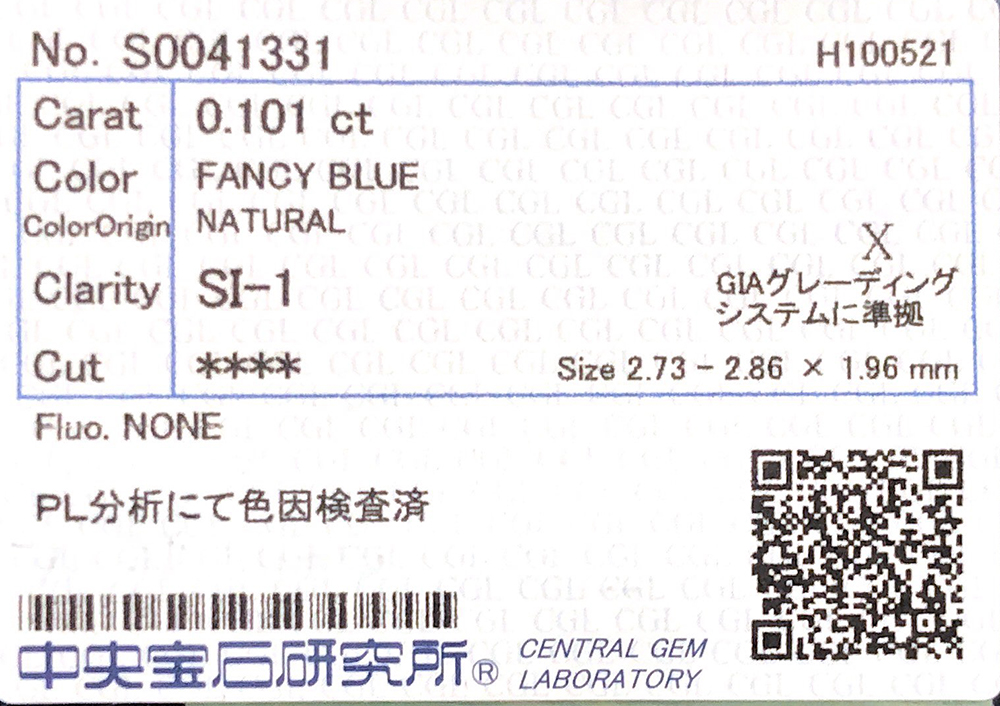 No. S0041331 H100521
Carat 0.101 ct
Color FANCY BLUE
ColorOrigin NATURAL
X
Clarity SI-1
GIAグレーディング
システムに準拠
Cut **** Size 2.73 - 2.86 × 1.96 mm
Fluo. NONE
PL分析にて色因検査済
中央宝石研究所® CENTRAL GEM
LABORATORY